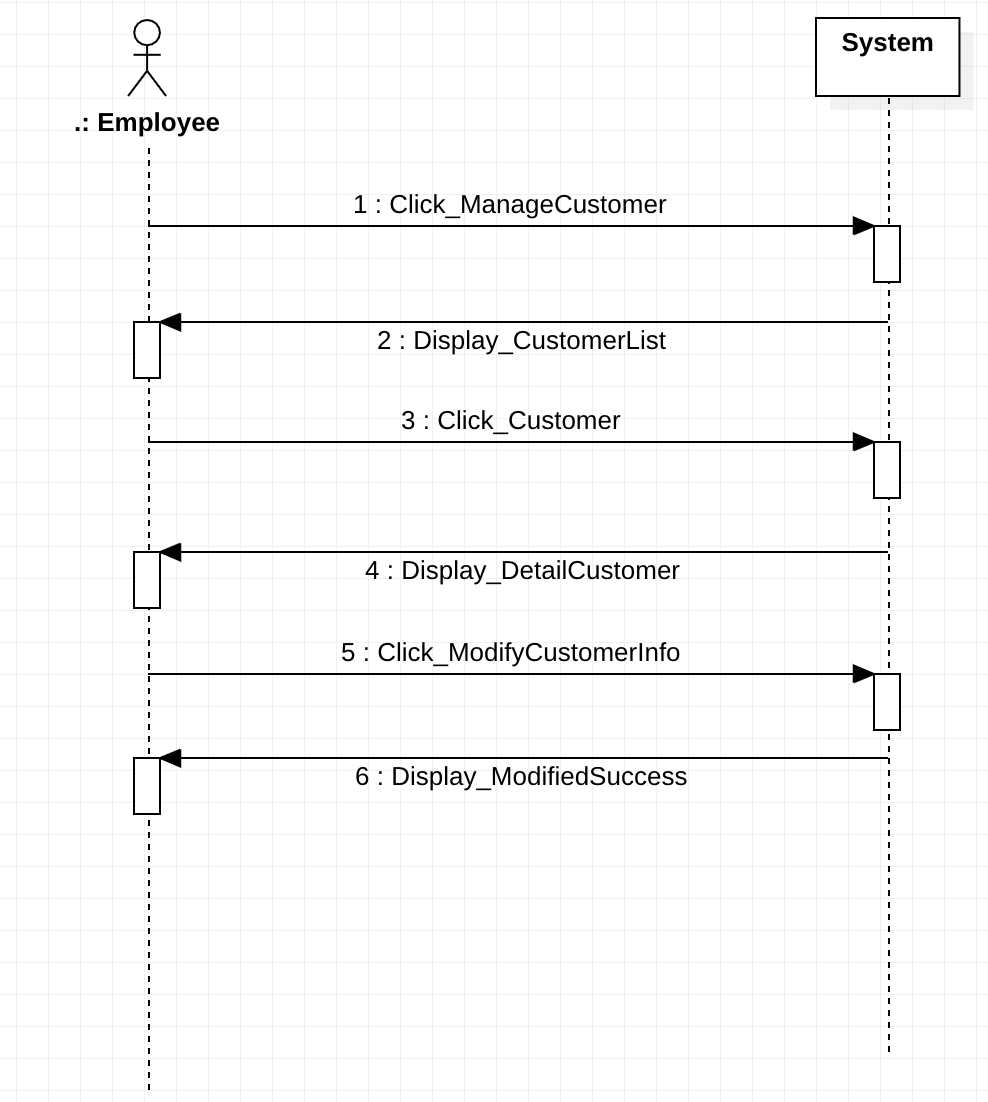 System
.: Employee
1 : Click_ManageCustomer
2 : Display_CustomerList
3 : Click_Customer
4 : Display_DetailCustomer
5 : Click_ModifyCustomerInfo
6 : Display_ModifiedSuccess